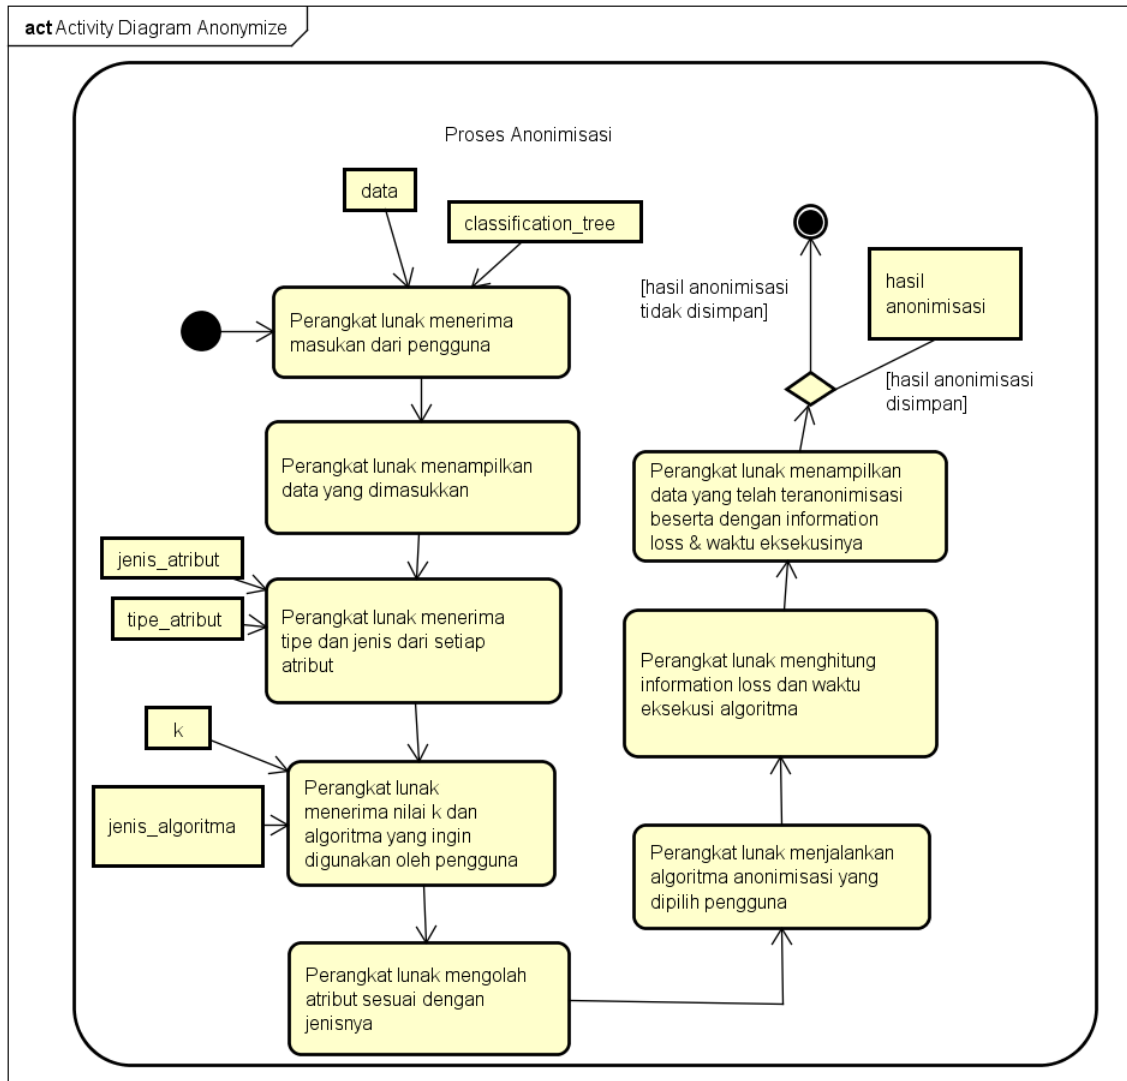 act Activity Diagram Anonymize
Proses Anonimisasi
data
classification_tree
Perangkat lunak menerima
masukan dari pengguna
Perangkat lunak menampilkan
data yang dimasukkan
jenis_atribut
tipe_atribut
Perangkat lunak menerima
tipe dan jenis dari setiap
atribut
k
jenis_algoritma
Perangkat lunak
menerima nilai k dan
algoritma yang ingin
digunakan oleh pengguna
Perangkat lunak mengolah
atribut sesuai dengan
jenisnya
Perangkat lunak menjalankan
algoritma anonimisasi yang
dipilih pengguna
Perangkat lunak menghitung
information loss dan waktu
eksekusi algoritma
Perangkat lunak menampilkan
data yang telah teranonimisasi
beserta dengan information
loss & waktu eksekusinya
[hasil anonimisasi
tidak disimpan]
hasil
anonimisasi
[hasil anonimisasi
disimpan]